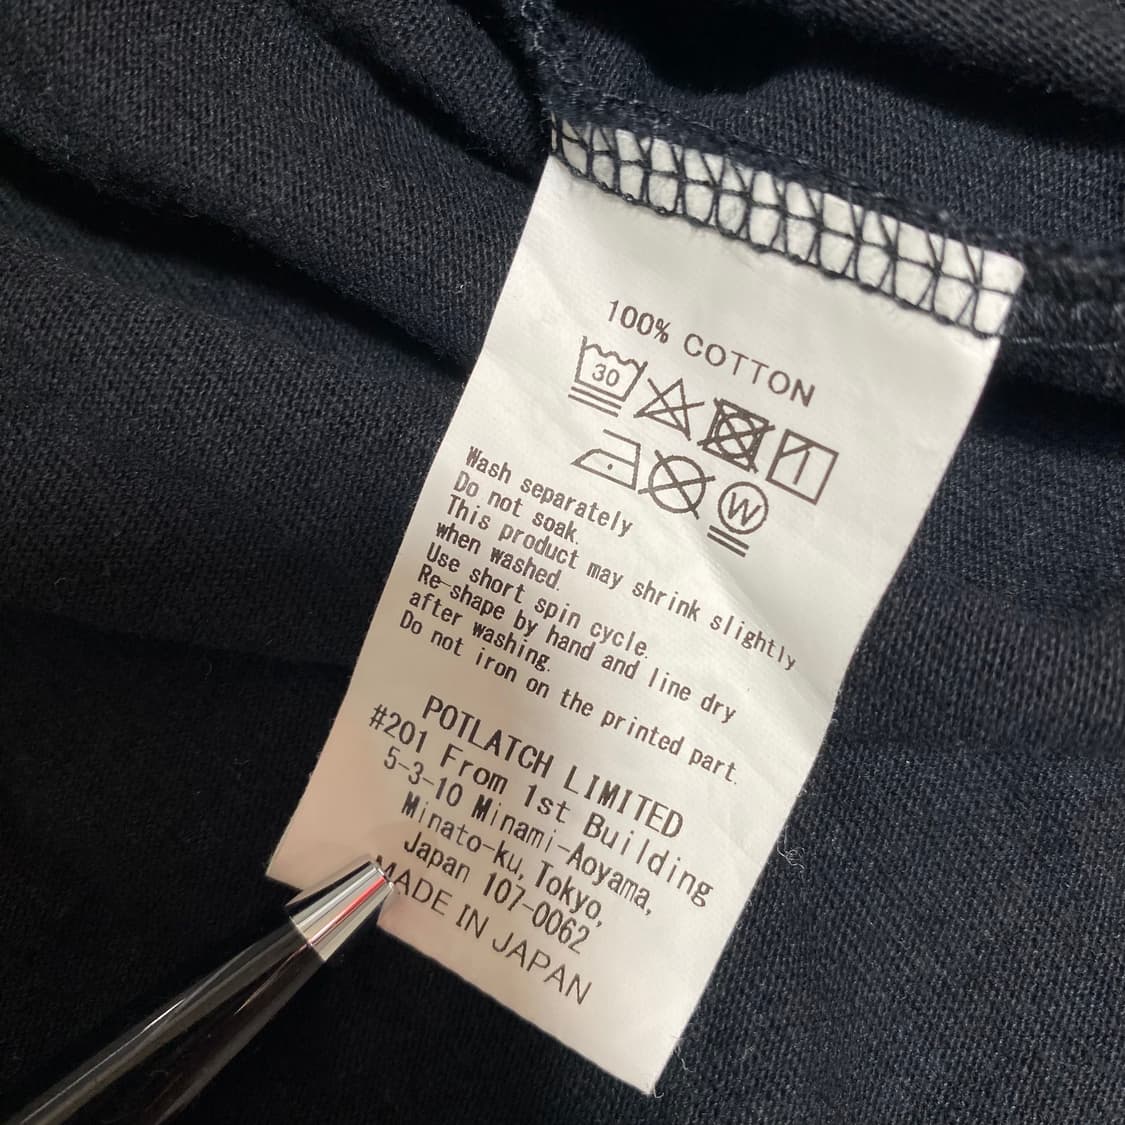 100% COTTON
30
W
Wash separately
Do not soak.
This product may shrink slightly
when washed.
Use short spin cycle.
Re-shape by hand and line dry
after washing.
Do not iron on the printed part.
POTLATCH LIMITED
#201 From 1st Building
5-3-10 Minami-Aoyama,
Minato-ku, Tokyo,
Japan 107-0062
MADE IN JAPAN